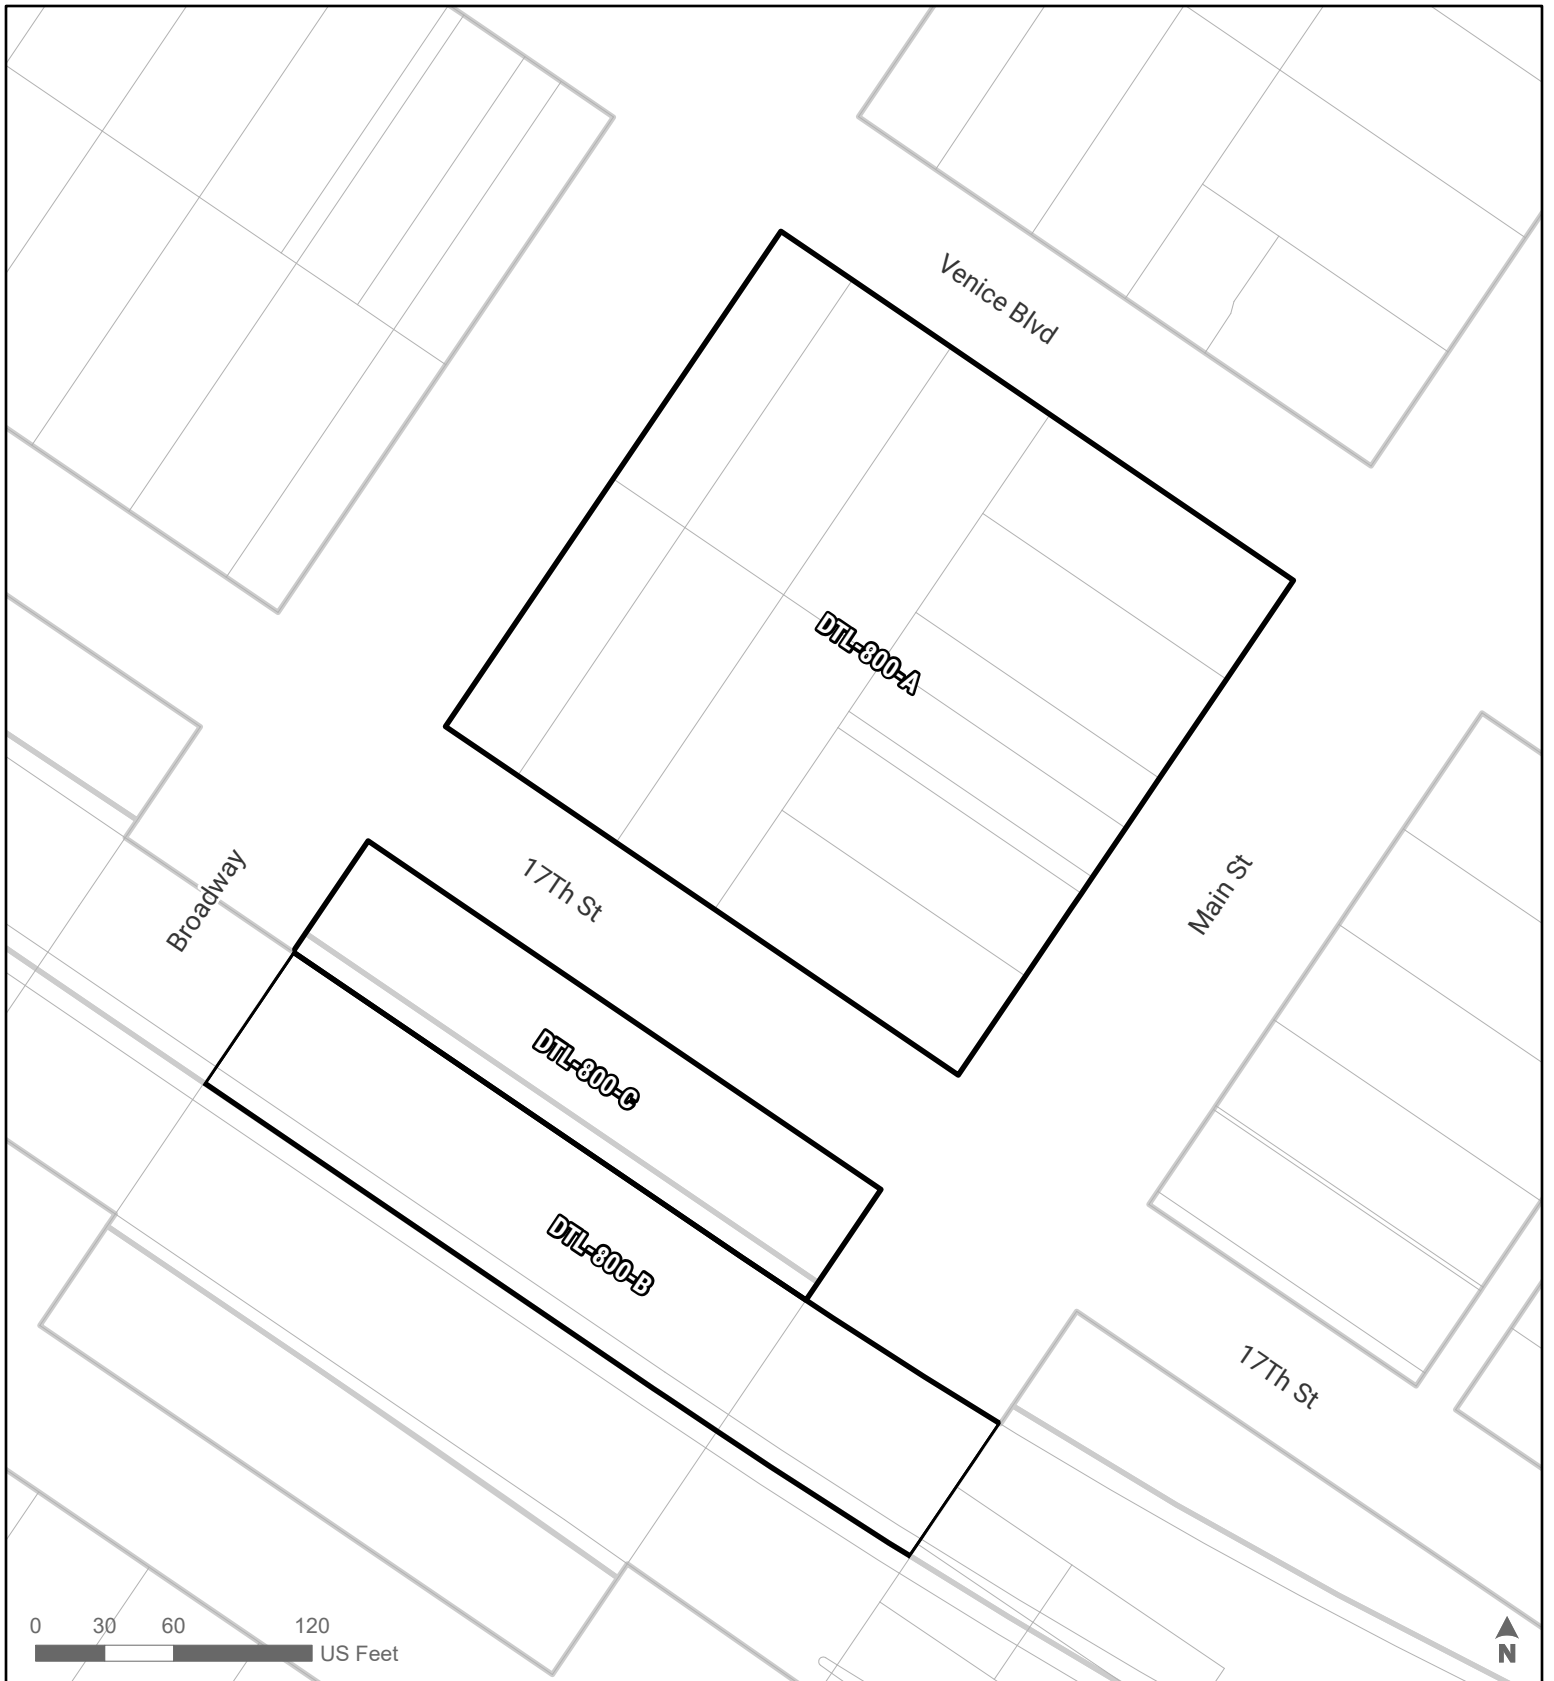 Venice Blvd
DTL-800-A
Main St
Broadway
17Th St
DTL-800-C
DTL-800-B
17Th St
0 30 60 120
US Feet
N